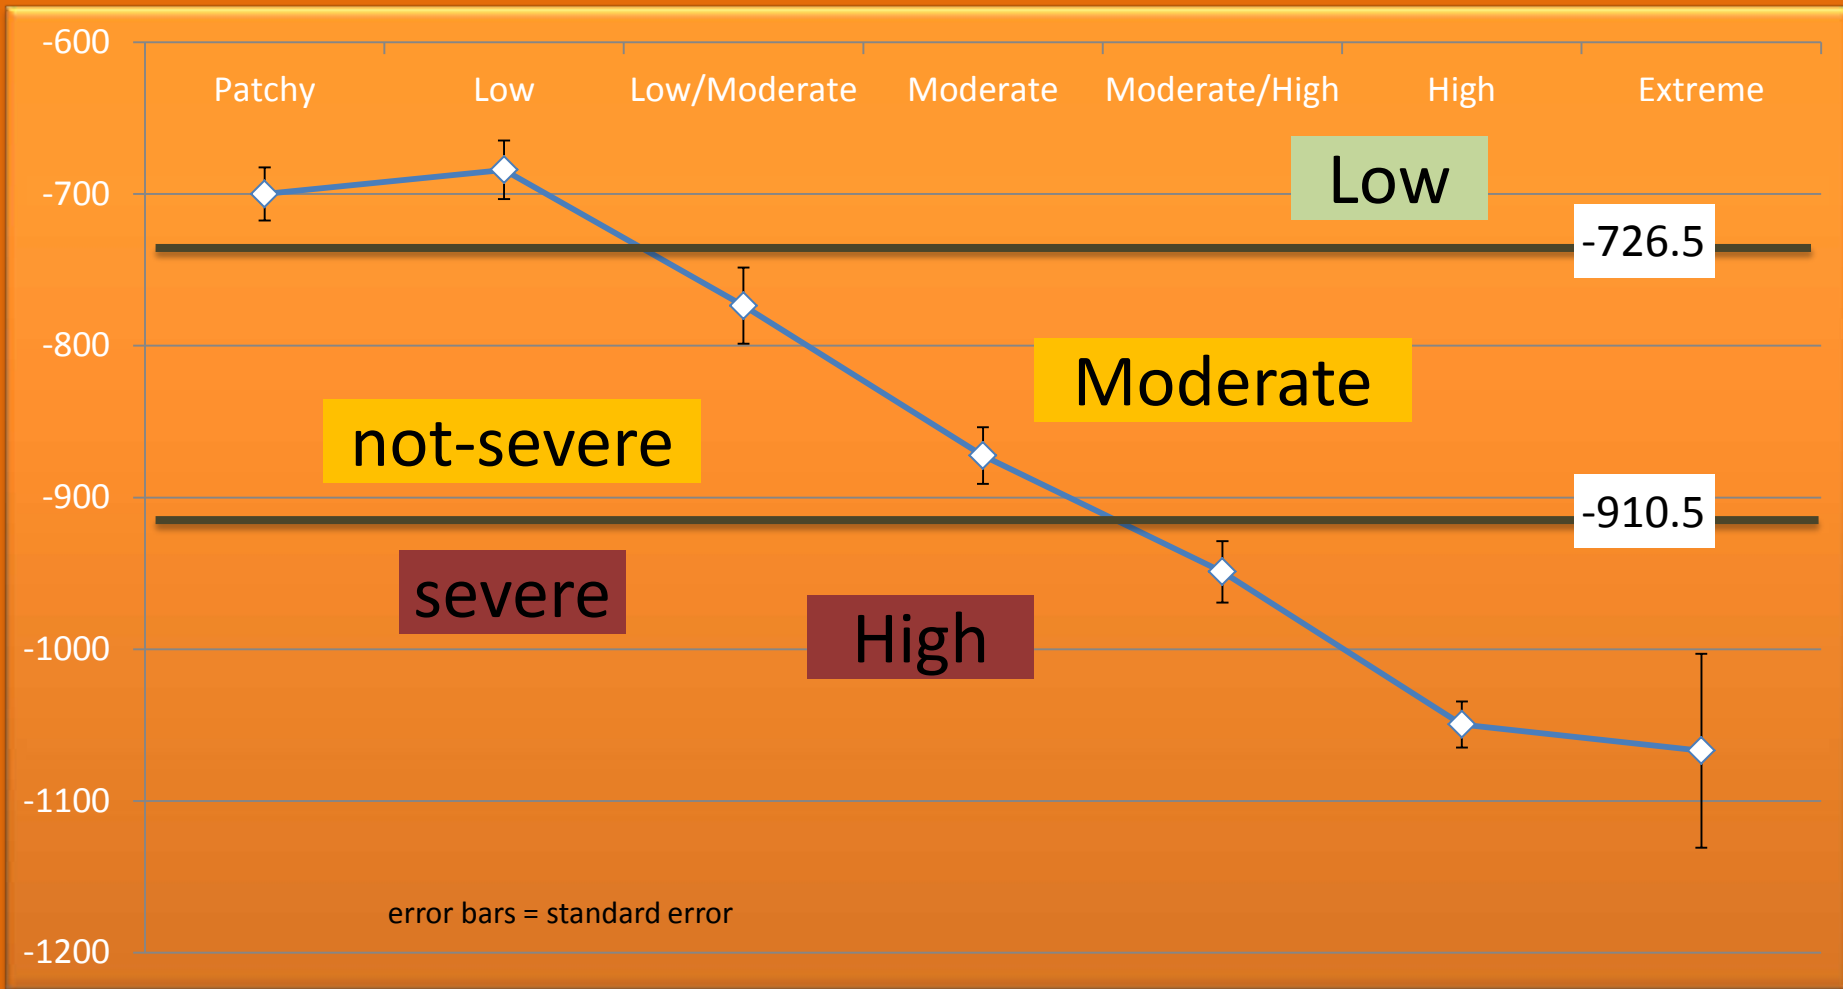 -600
Patchy Low Low/Moderate Moderate Moderate/High High Extreme
Low
-700
-726.5
-800
Moderate
not-severe
-900
-910.5
severe
High
-1000
-1100
error bars = standard error
-1200